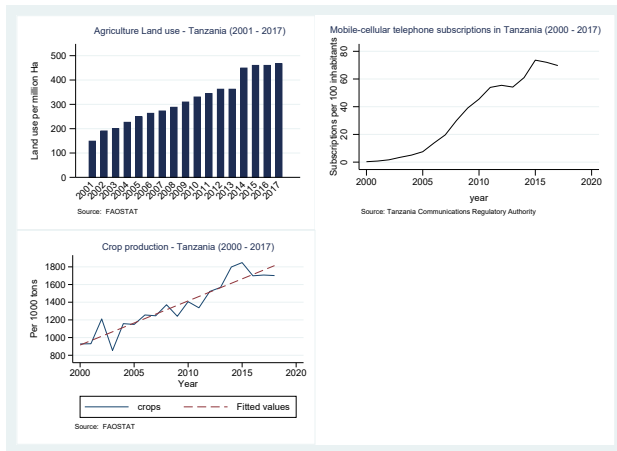 Agriculture Land use - Tanzania (2001 - 2017)
Land use per million Ha
500
400
300
200
100
0
2001 2002 2003 2004 2005 2006 2007 2008 2009 2010 2011 2012 2013 2014 2015 2016 2017
Source: FAOSTAT
Mobile-cellular telephone subscriptions in Tanzania (2000 - 2017)
Subscriptions per 100 inhabitants
80
60
40
20
0
2000 2005 2010 2015 2020
year
Source: Tanzania Communications Regulatory Authority
Crop production - Tanzania (2000 - 2017)
Per 1000 tons
1800
1600
1400
1200
1000
800
2000 2005 2010 2015 2020
Year
crops Fitted values
Source: FAOSTAT